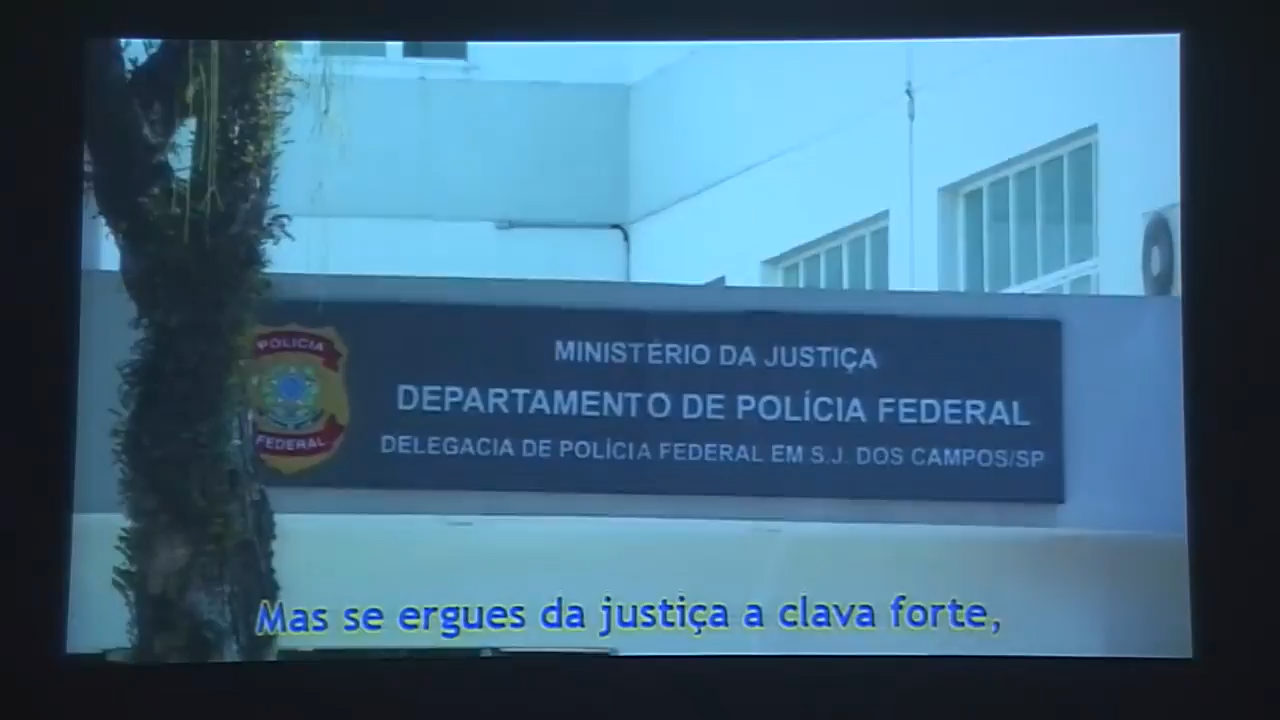 POLICIA
FEDERAL
MINISTÉRIO DA JUSTIÇA
DEPARTAMENTO DE POLÍCIA FEDERAL
DELEGACIA DE POLÍCIA FEDERAL EM S.J. DOS CAMPOS/SP
Mas se ergues da justiça a clava forte,